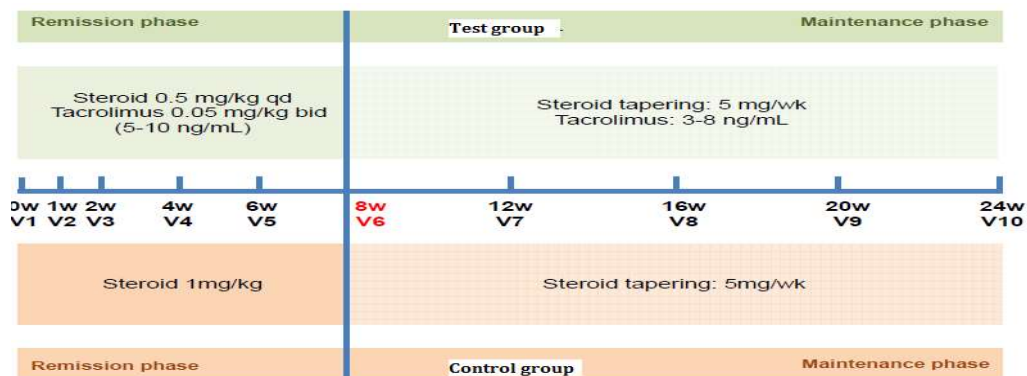 Remission phase Test group Maintenance phase
Steroid 0.5 mg/kg qd
Tacrolimus 0.05 mg/kg bid
(5-10 ng/mL)
Steroid tapering: 5 mg/wk
Tacrolimus: 3-8 ng/mL
0w 1w 2w 4w 6w 8w 12w 16w 20w 24w
V1 V2 V3 V4 V5 V6 V7 V8 V9 V10
Steroid 1mg/kg Steroid tapering: 5mg/wk
Remission phase Control group Maintenance phase